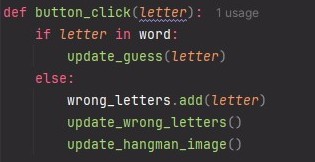 def button_click(letter): 1 usage
    if letter in word:
        update_guess(letter)
    else:
        wrong_letters.add(letter)
        update_wrong_letters()
        update_hangman_image()